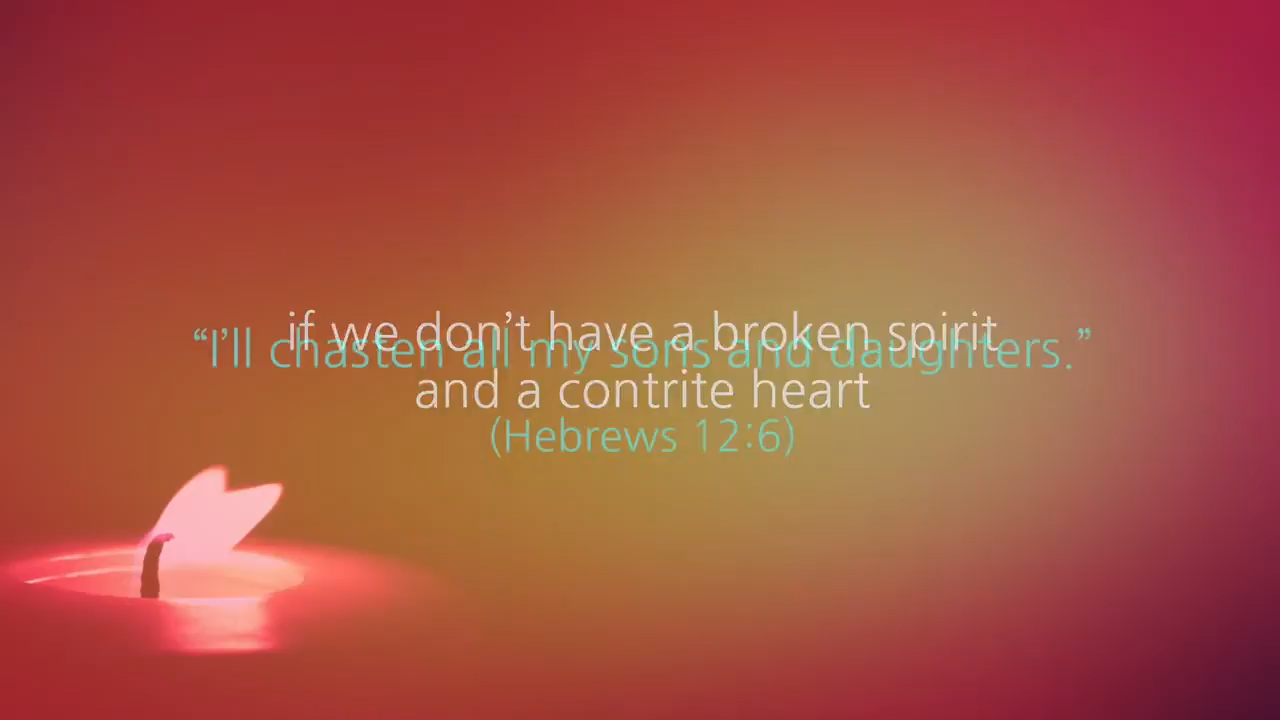 if we don’t have a broken spirit
“I’ll chasten all my sons and daughters.”
and a contrite heart
(Hebrews 12:6)